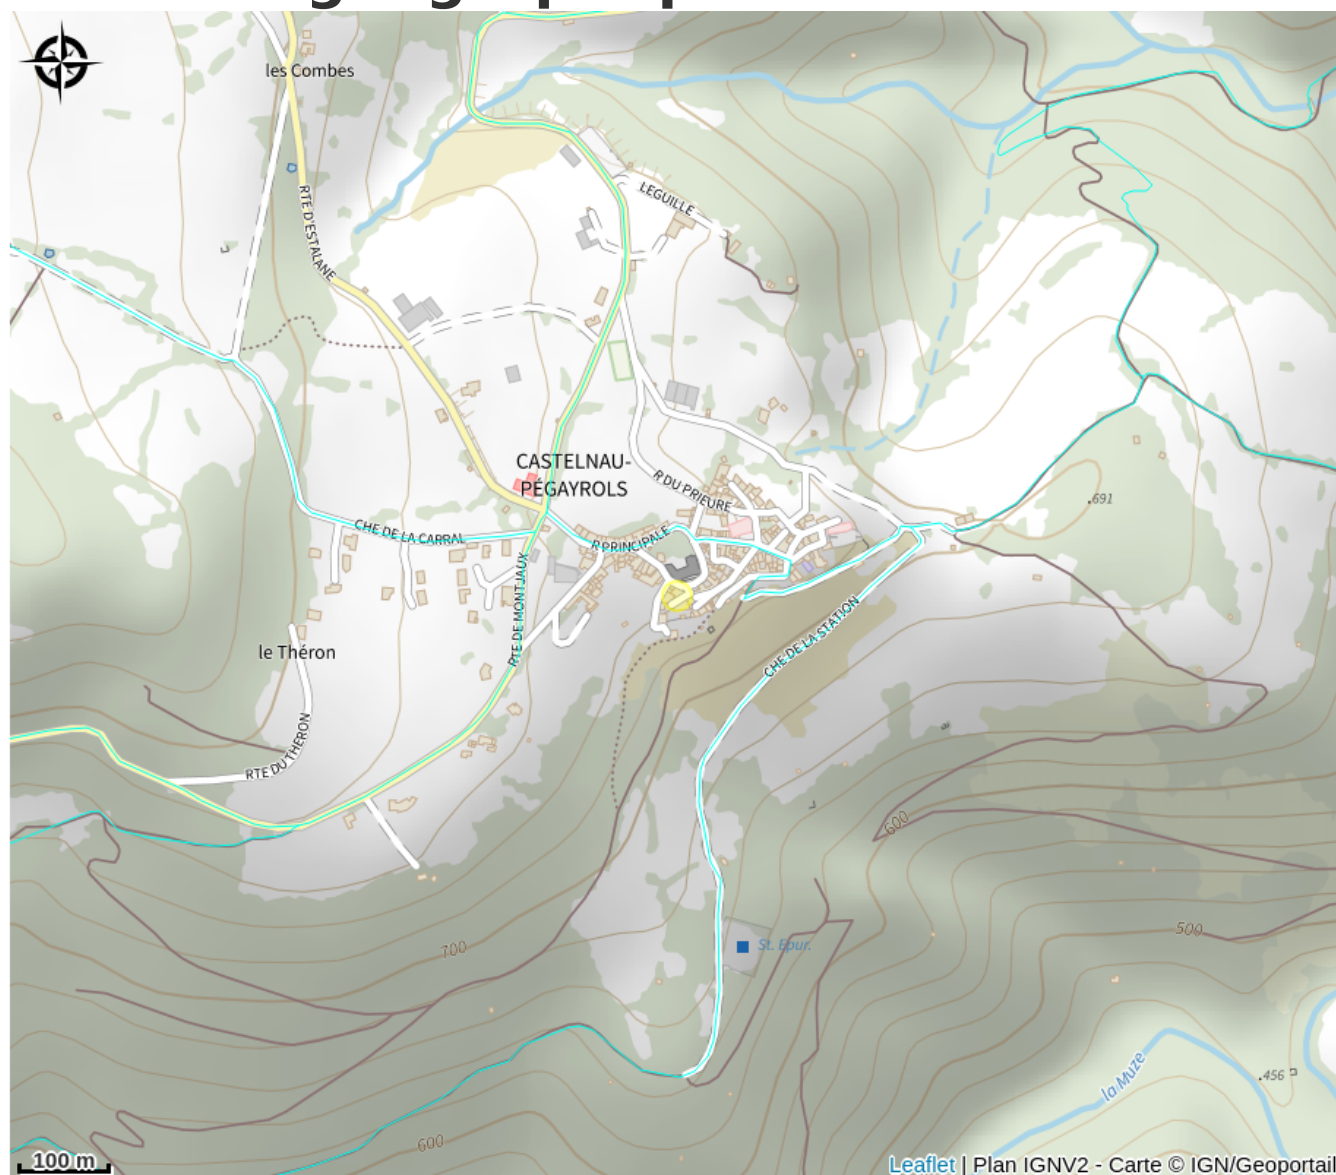 les Combes
RTE D'ESTALANE
LEGUILLE
CASTELNAU-
PÉGAYROLS
R DU PRIEURE
691
CHE DE LA CARRAL
R PRINCIPALE
RTE DE MONTJAUX
CHE DE LA STATION
le Théron
RTE DU THÉRON
600
700
St. Epur.
500
la Muze
456
600
100 m
Leaflet | Plan IGNV2 - Carte © IGN/Geoportail